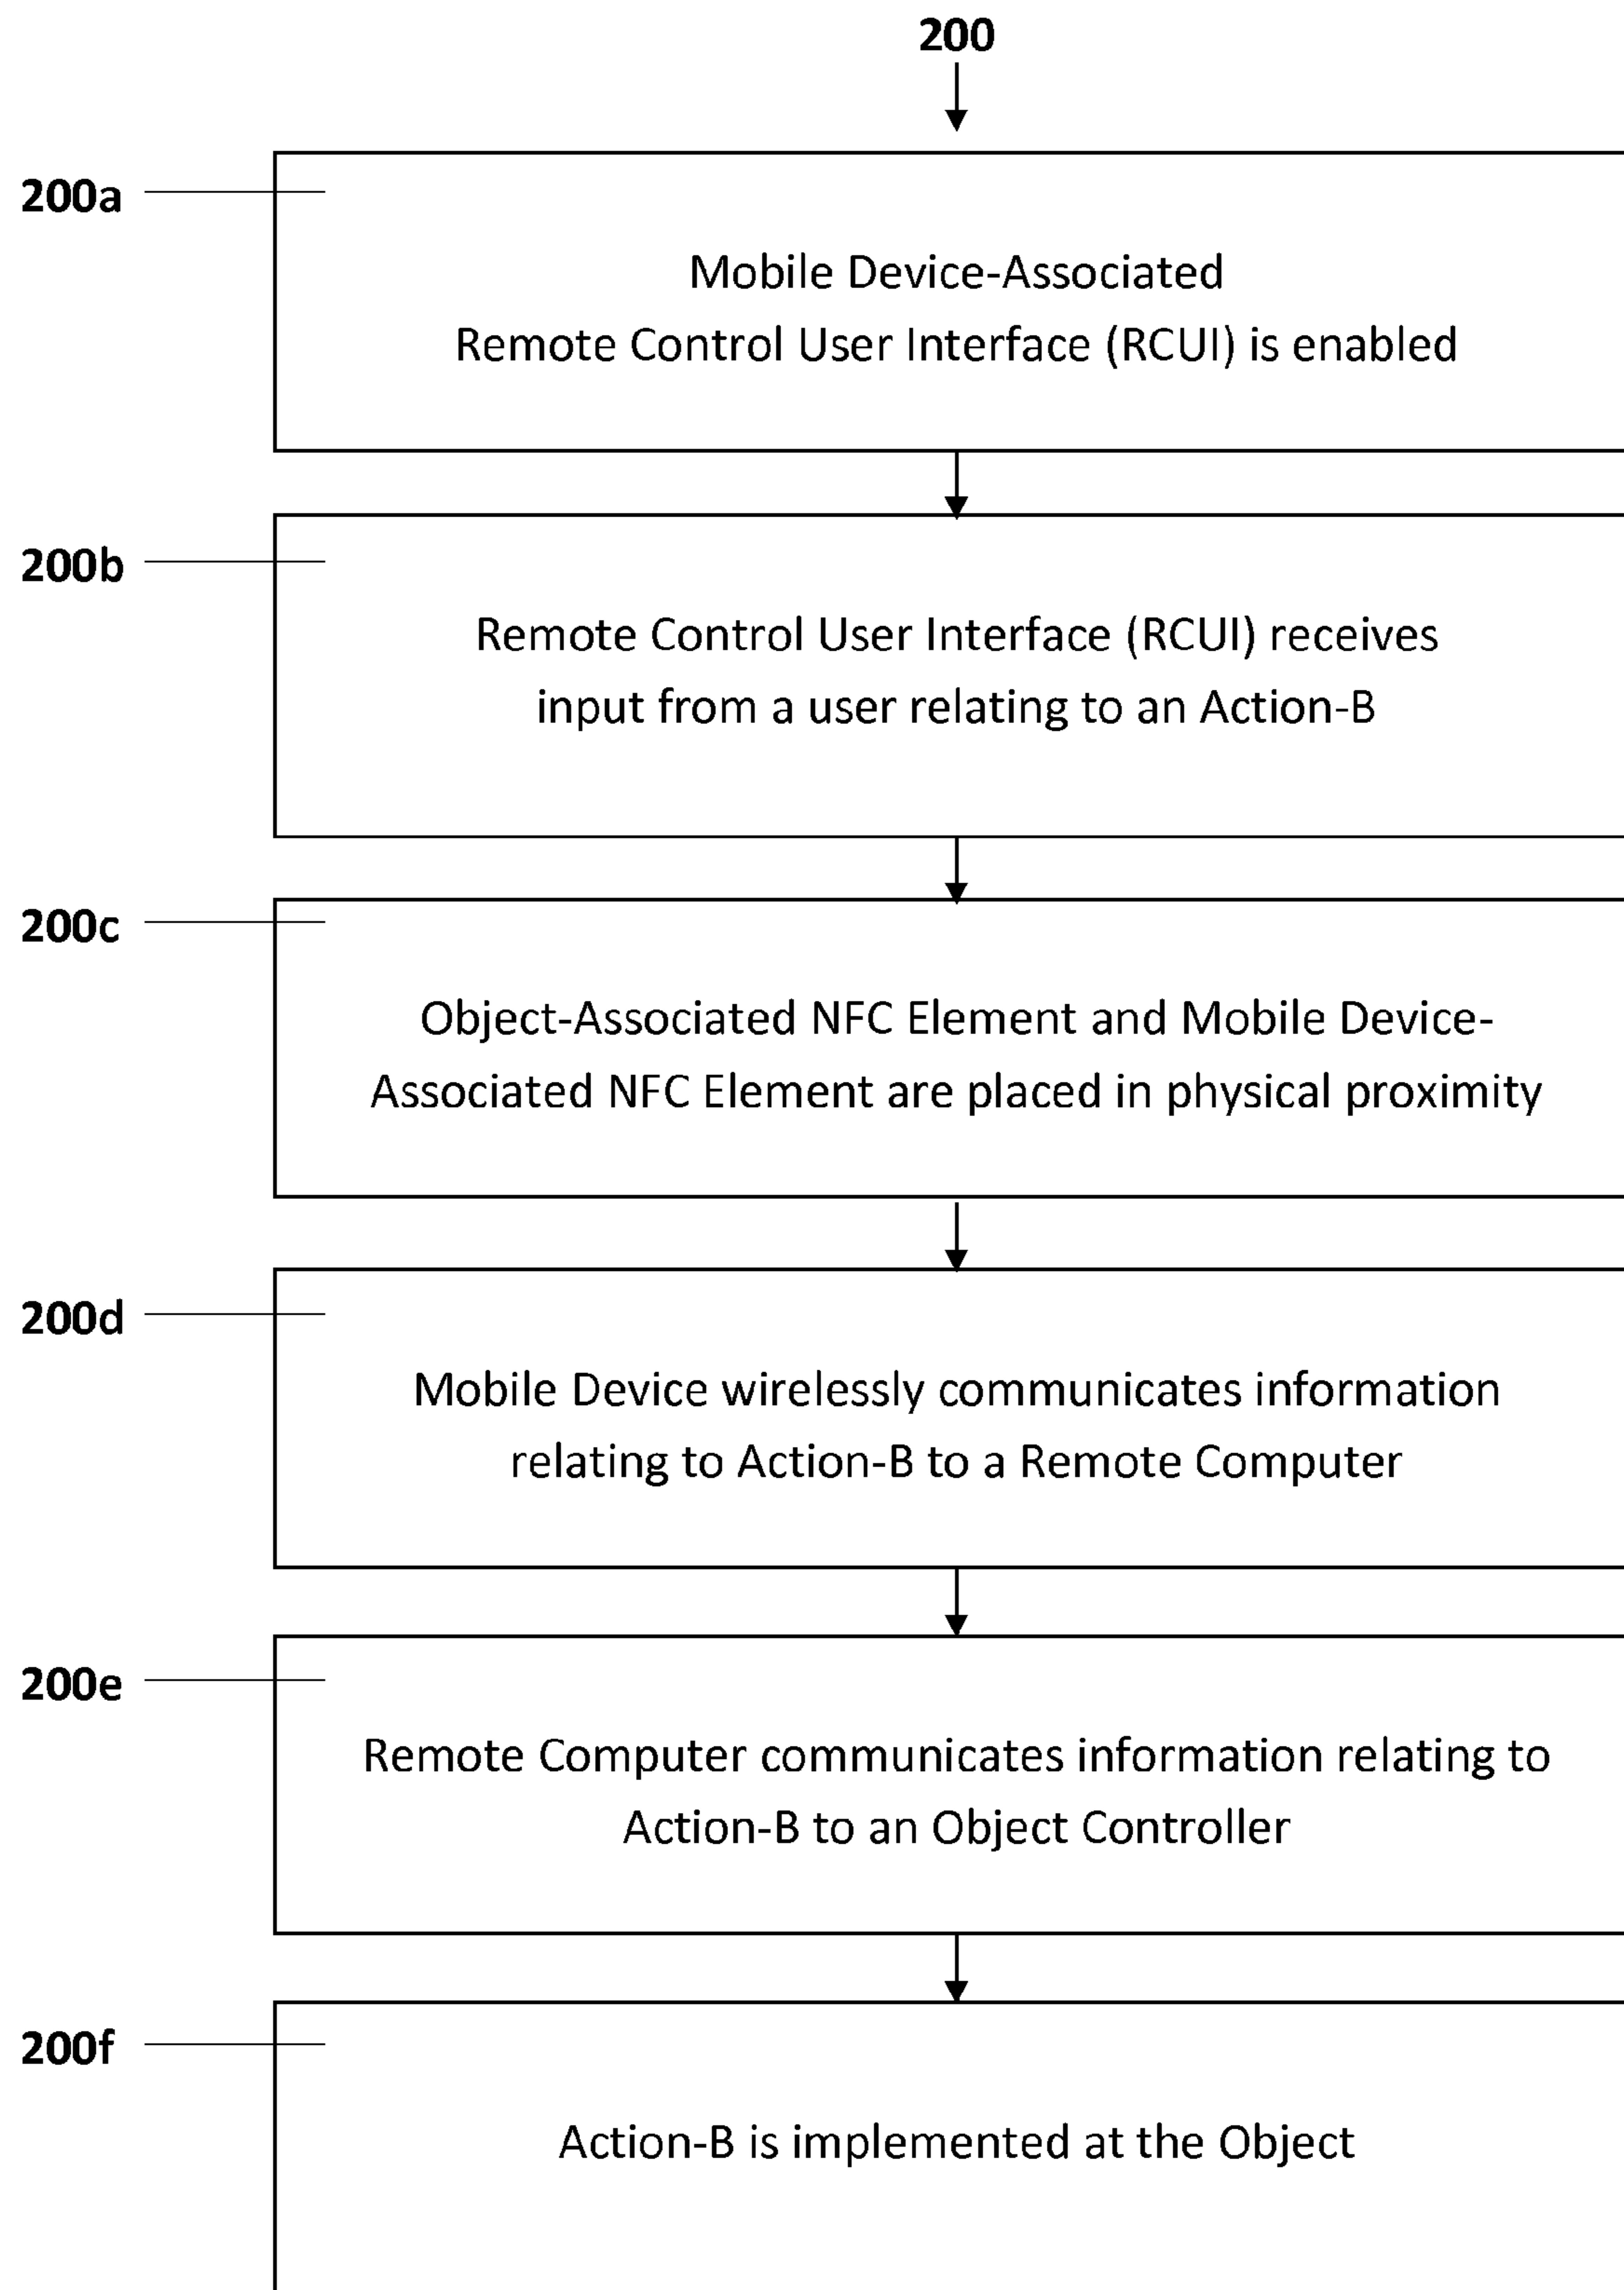 200
200a
Mobile Device-Associated
Remote Control User Interface (RCUI) is enabled
200b
Remote Control User Interface (RCUI) receives
input from a user relating to an Action-B
200c
Object-Associated NFC Element and Mobile Device-
Associated NFC Element are placed in physical proximity
200d
Mobile Device wirelessly communicates information
relating to Action-B to a Remote Computer
200e
Remote Computer communicates information relating to
Action-B to an Object Controller
200f
Action-B is implemented at the Object